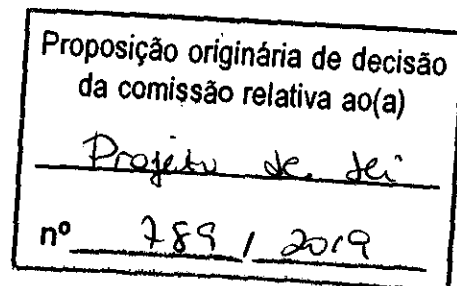 Proposição originária de decisão
da comissão relativa ao(a)
Projeto de Lei
nº 789 / 2019